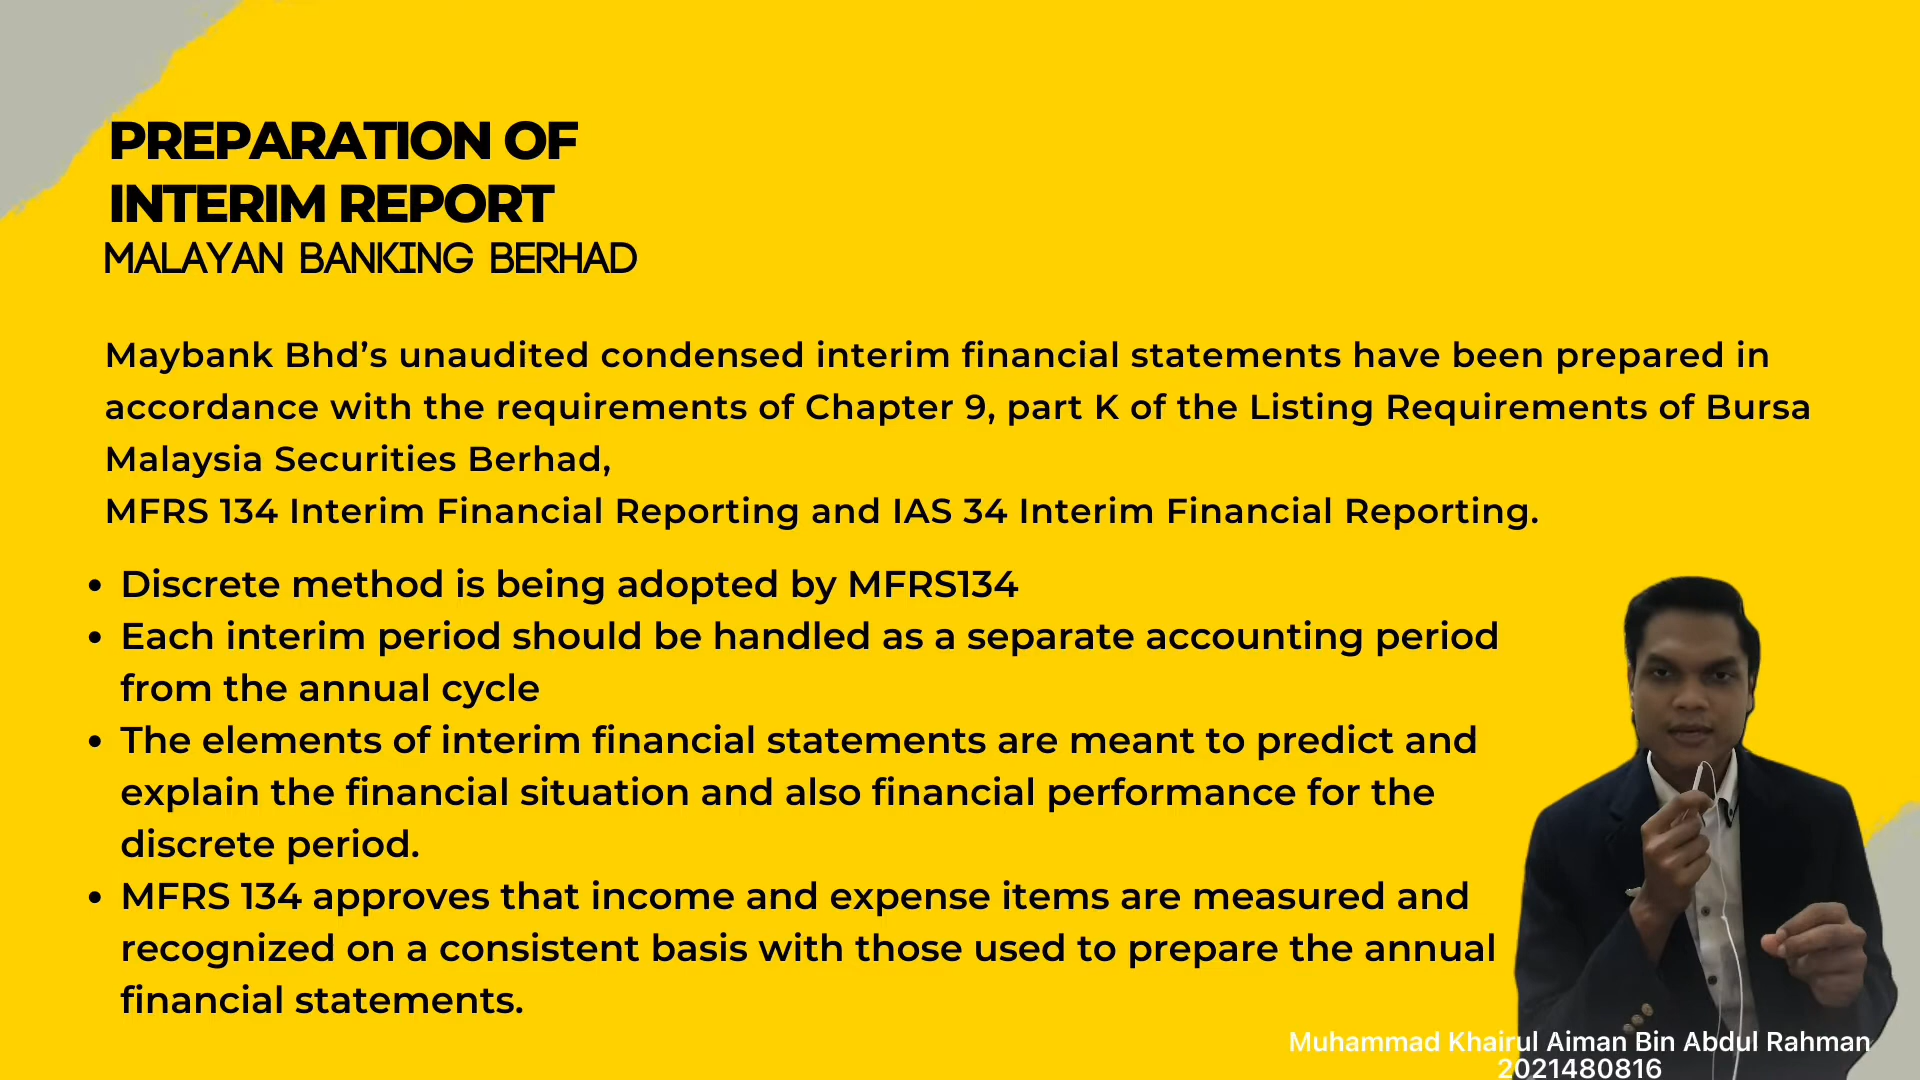 PREPARATION OF
INTERIM REPORT
MALAYAN BANKING BERHAD
Maybank Bhd’s unaudited condensed interim financial statements have been prepared in
accordance with the requirements of Chapter 9, part K of the Listing Requirements of Bursa
Malaysia Securities Berhad,
MFRS 134 Interim Financial Reporting and IAS 34 Interim Financial Reporting.
• Discrete method is being adopted by MFRS134
• Each interim period should be handled as a separate accounting period
from the annual cycle
• The elements of interim financial statements are meant to predict and
explain the financial situation and also financial performance for the
discrete period.
• MFRS 134 approves that income and expense items are measured and
recognized on a consistent basis with those used to prepare the annual
financial statements.
Muhammad Khairul Aiman Bin Abdul Rahman
2021480816